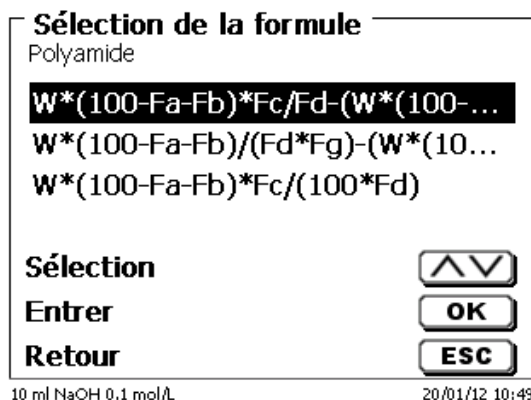 Sélection de la formule
Polyamide
W*(100-Fa-Fb)*Fc/Fd-(W*(100-...
W*(100-Fa-Fb)/(Fd*Fg)-(W*(10...
W*(100-Fa-Fb)*Fc/(100*Fd)
Sélection
Entrer OK
Retour ESC
10 ml NaOH 0.1 mol/L 20/01/12 10:49